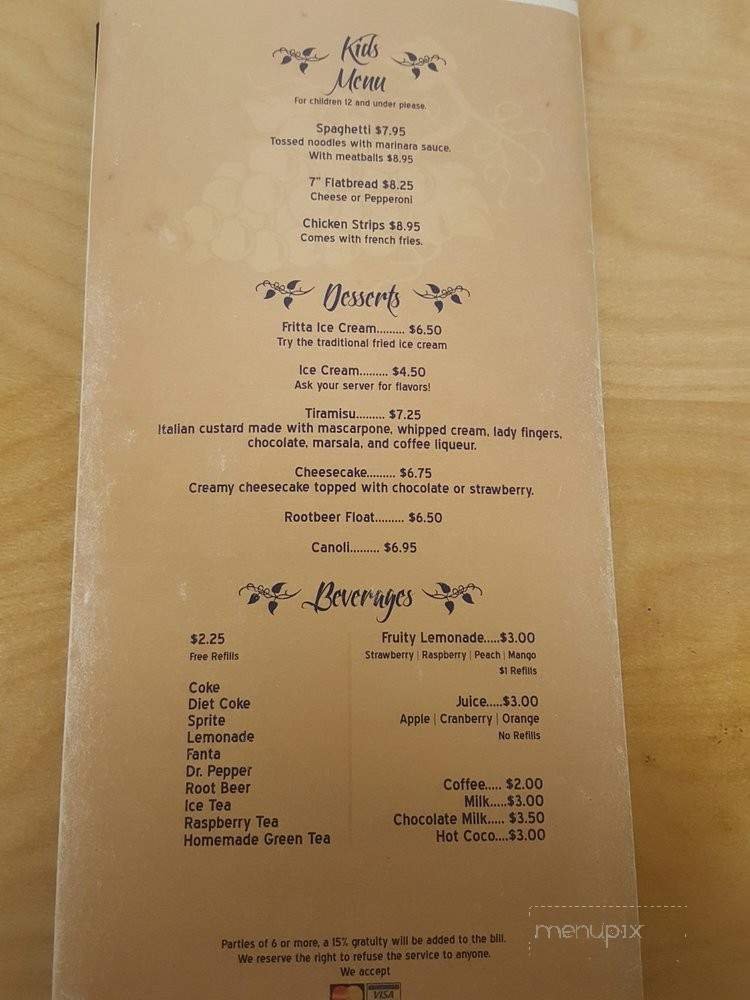 Kids
Menu
For children 12 and under please.
Spaghetti $7.95
Tossed noodles with marinara sauce.
With meatballs $8.95
7" Flatbread $8.25
Cheese or Pepperoni
Chicken Strips $8.95
Comes with french fries.
Desserts
Fritta Ice Cream......... $6.50
Try the traditional fried ice cream
Ice Cream......... $4.50
Ask your server for flavors!
Tiramisu......... $7.25
Italian custard made with mascarpone, whipped cream, lady fingers,
chocolate, marsala, and coffee liqueur.
Cheesecake......... $6.75
Creamy cheesecake topped with chocolate or strawberry.
Rootbeer Float......... $6.50
Canoli......... $6.95
Beverages
$2.25
Free Refills
Coke
Diet Coke
Sprite
Lemonade
Fanta
Dr. Pepper
Root Beer
Ice Tea
Raspberry Tea
Homemade Green Tea
Fruity Lemonade.....$3.00
Strawberry | Raspberry | Peach | Mango
$1 Refills
Juice.....$3.00
Apple | Cranberry | Orange
No Refills
Coffee..... $2.00
Milk.....$3.00
Chocolate Milk..... $3.50
Hot Coco....$3.00
Parties of 6 or more, a 15% gratuity will be added to the bill.
We reserve the right to refuse the service to anyone.
We accept
VISA
menupix